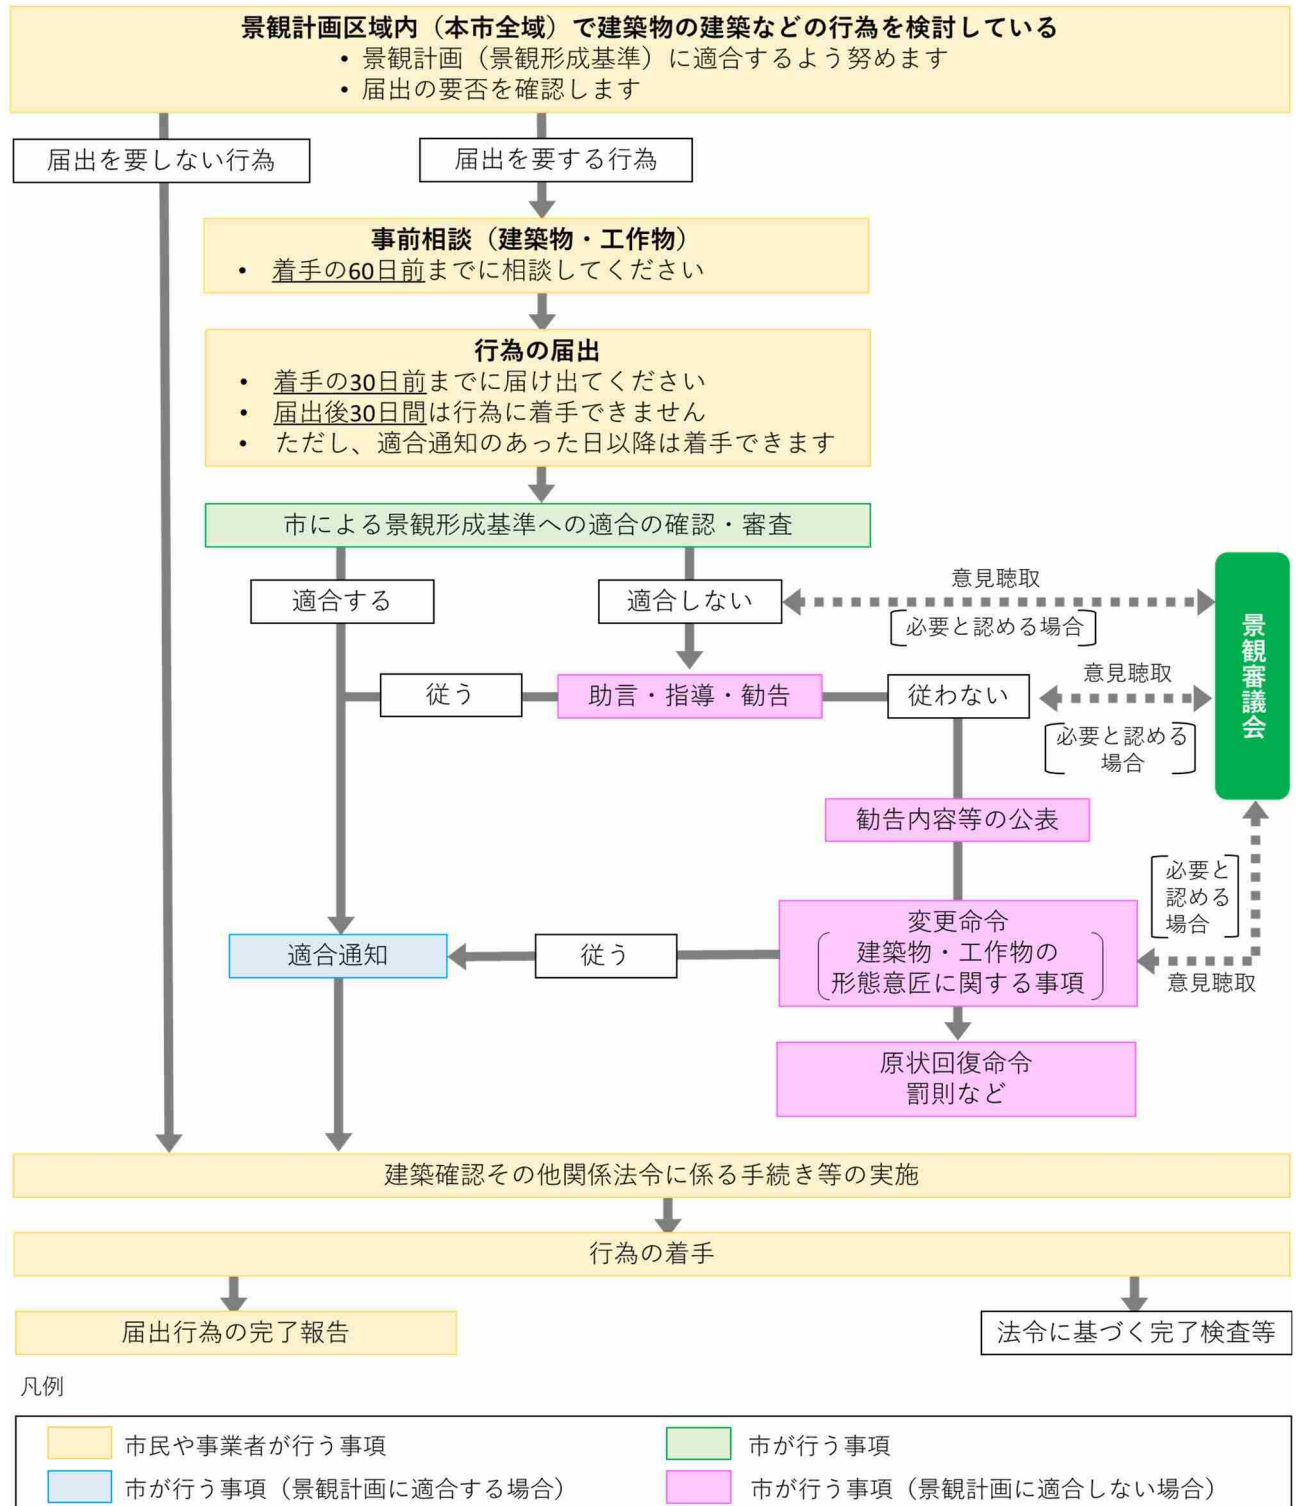 景観計画区域内（本市全域）で建築物の建築などの行為を検討している
• 景観計画（景観形成基準）に適合するよう努めます
• 届出の要否を確認します
届出を要しない行為
届出を要する行為
事前相談（建築物・工作物）
• 着手の60日前までに相談してください
行為の届出
• 着手の30日前までに届け出てください
• 届出後30日間は行為に着手できません
• ただし、適合通知のあった日以降は着手できます
市による景観形成基準への適合の確認・審査
適合する
適合しない
意見聴取
必要と認める場合
景観審議会
従う
助言・指導・勧告
従わない
意見聴取
必要と認める
場合
勧告内容等の公表
必要と
認める
場合
変更命令
建築物・工作物の
形態意匠に関する事項
意見聴取
従う
適合通知
原状回復命令
罰則など
建築確認その他関係法令に係る手続き等の実施
行為の着手
届出行為の完了報告
法令に基づく完了検査等
凡例
市民や事業者が行う事項
市が行う事項
市が行う事項（景観計画に適合する場合）
市が行う事項（景観計画に適合しない場合）